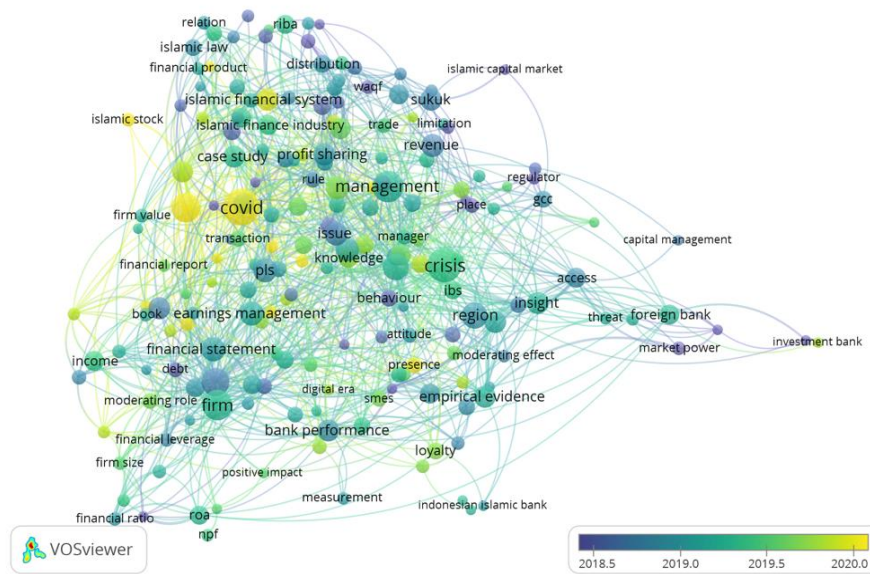 relation
riba
islamic law
financial product
distribution
islamic capital market
waqf
islamic financial system
sukuk
islamic stock
islamic finance industry
trade
limitation
revenue
case study
profit sharing
rule
management
regulator
gcc
place
covid
firm value
issue
transaction
manager
capital management
financial report
pls
knowledge
crisis
access
ibs
behaviour
insight
book
earnings management
region
threat
foreign bank
attitude
investment bank
financial statement
market power
moderating effect
income
debt
presence
digital era
smes
empirical evidence
moderating role
firm
bank performance
financial leverage
loyalty
firm size
positive impact
measurement
indonesian islamic bank
financial ratio
roa
npf
VOSviewer
2018.5
2019.0
2019.5
2020.0